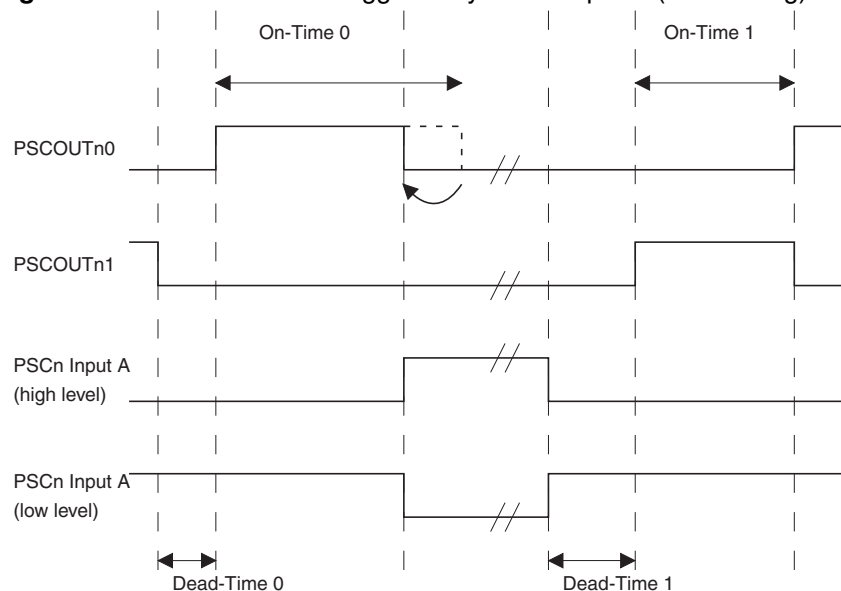 On-Time 0
On-Time 1
PSCOUTn0
PSCOUTn1
PSCn Input A
(high level)
PSCn Input A
(low level)
Dead-Time 0
Dead-Time 1